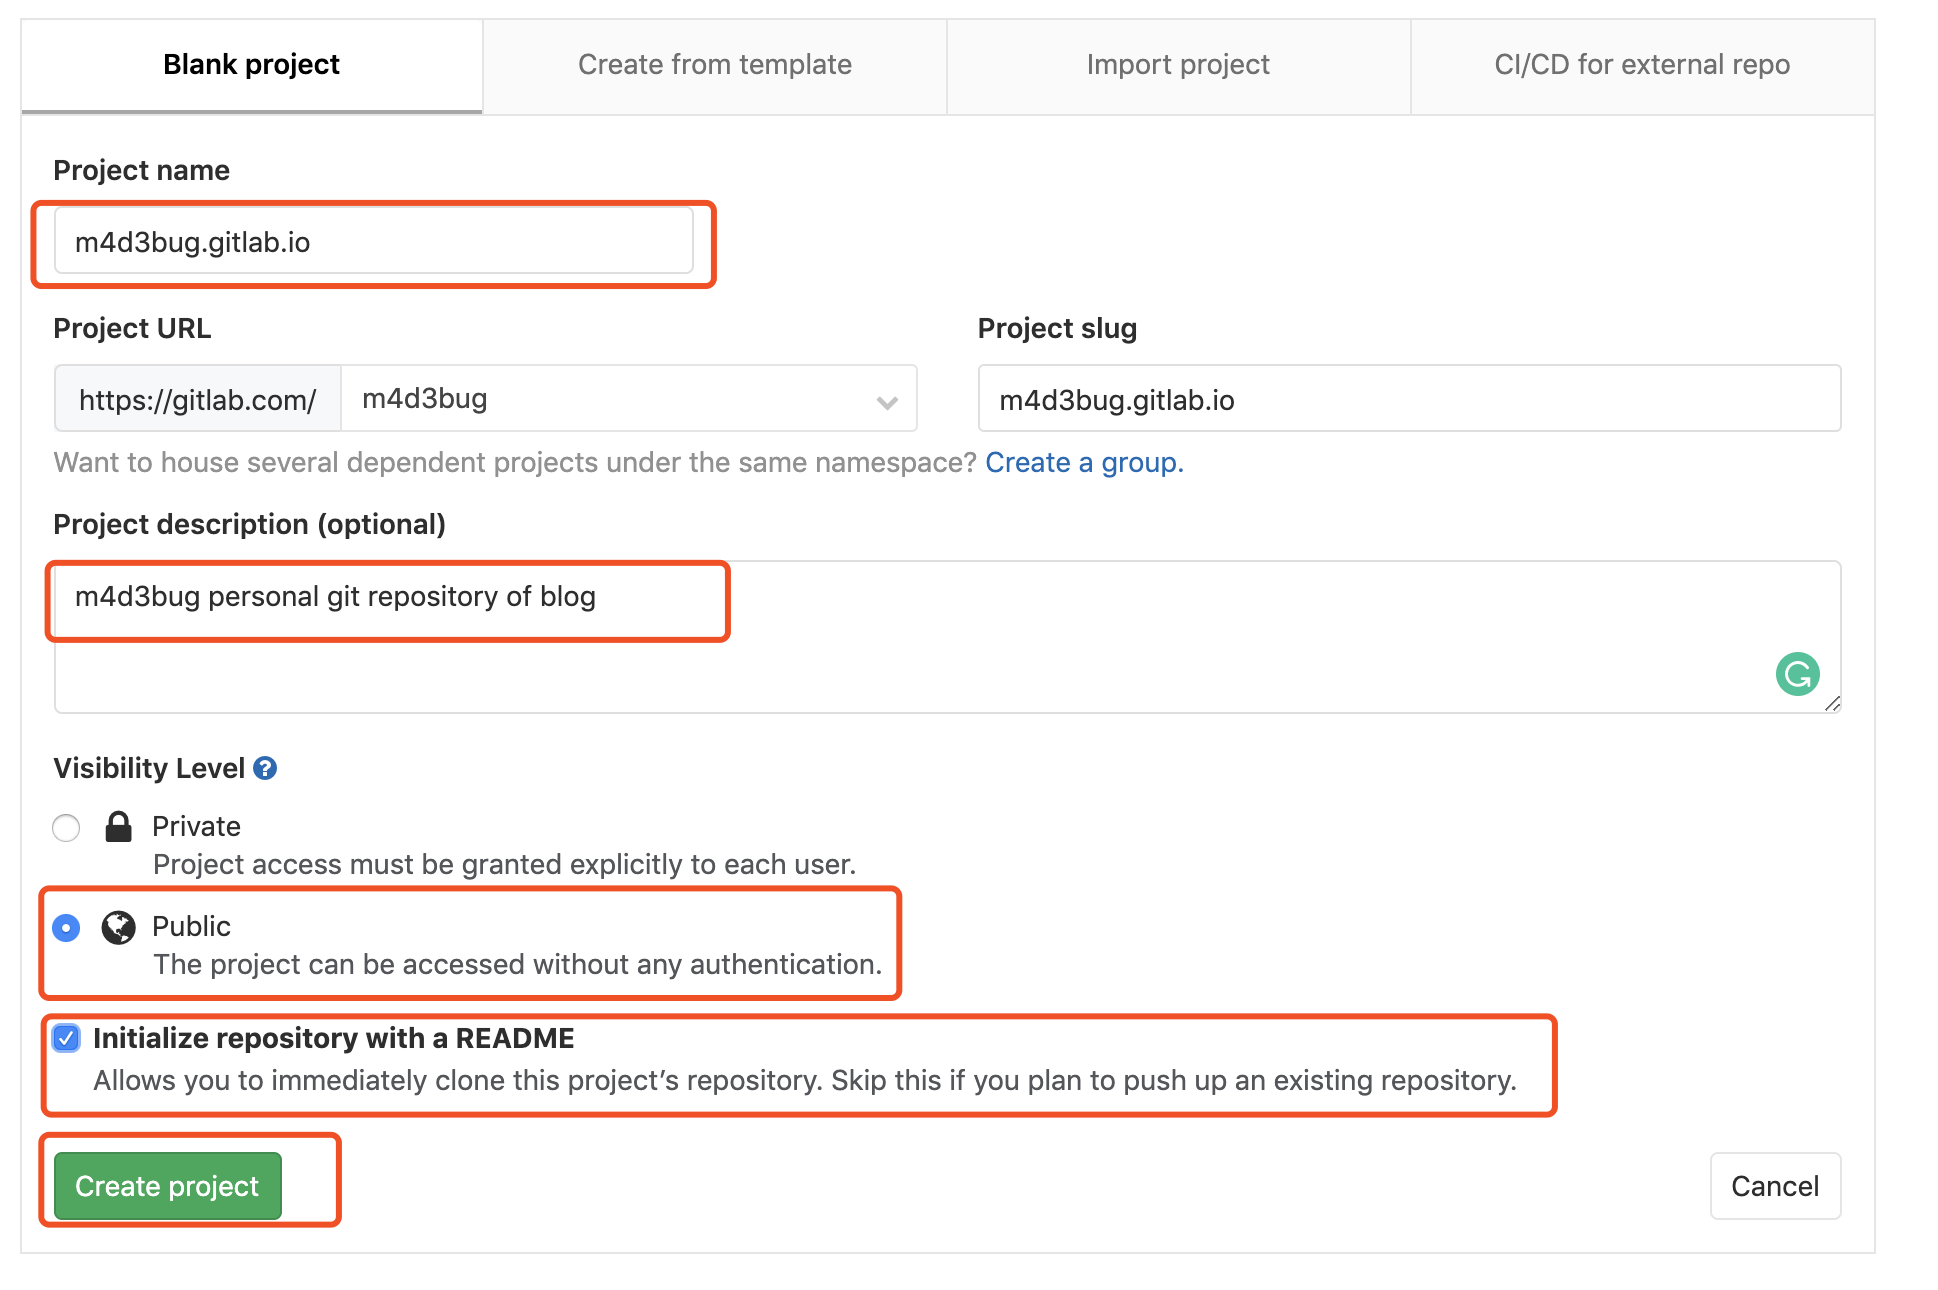 Blank project
Create from template
Import project
CI/CD for external repo
Project name
m4d3bug.gitlab.io
Project URL
Project slug
https://gitlab.com/
m4d3bug
m4d3bug.gitlab.io
Want to house several dependent projects under the same namespace? Create a group.
Project description (optional)
m4d3bug personal git repository of blog
Visibility Level
Private
Project access must be granted explicitly to each user.
Public
The project can be accessed without any authentication.
Initialize repository with a README
Allows you to immediately clone this project’s repository. Skip this if you plan to push up an existing repository.
Create project
Cancel